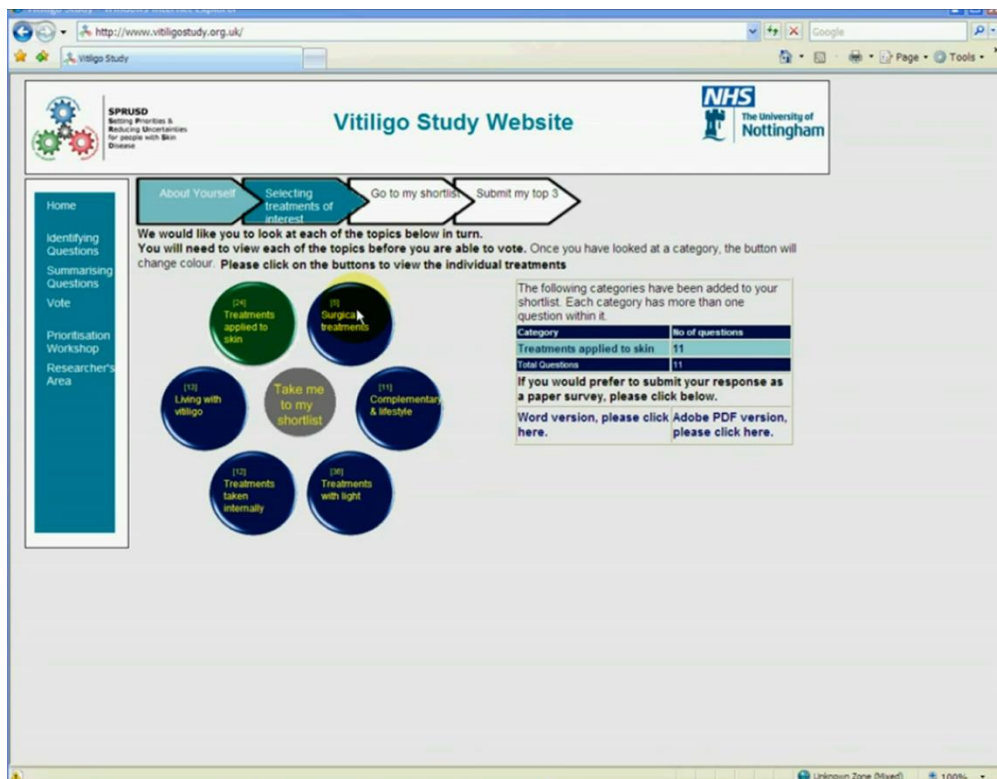 http://www.vitiligostudy.org.uk/
Google
Vitiligo Study
Page
Tools
SPRUSD
Setting Priorities &
Reducing Uncertainties
for people with Skin
Disease
Vitiligo Study Website
NHS
The University of
Nottingham
Home
Identifying
Questions
Summarising
Questions
Vote
Prioritisation
Workshop
Researcher's
Area
About Yourself
Selecting
treatments of
interest
Go to my shortlist
Submit my top 3
We would like you to look at each of the topics below in turn.
You will need to view each of the topics before you are able to vote. Once you have looked at a category, the button will
change colour. Please click on the buttons to view the individual treatments
[24]
Treatments
applied to
skin
Surgical
treatments
[13]
Living with
vitiligo
Take me
to my
shortlist
[11]
Complementary
& lifestyle
[12]
Treatments
taken
internally
Treatments
with light
The following categories have been added to your
shortlist. Each category has more than one
question within it.
Category No of questions
Treatments applied to skin 11
Total Questions 11
If you would prefer to submit your response as
a paper survey, please click below.
Word version, please click
here.
Adobe PDF version,
please click here.
Unknown Zone (Mixed)
100%